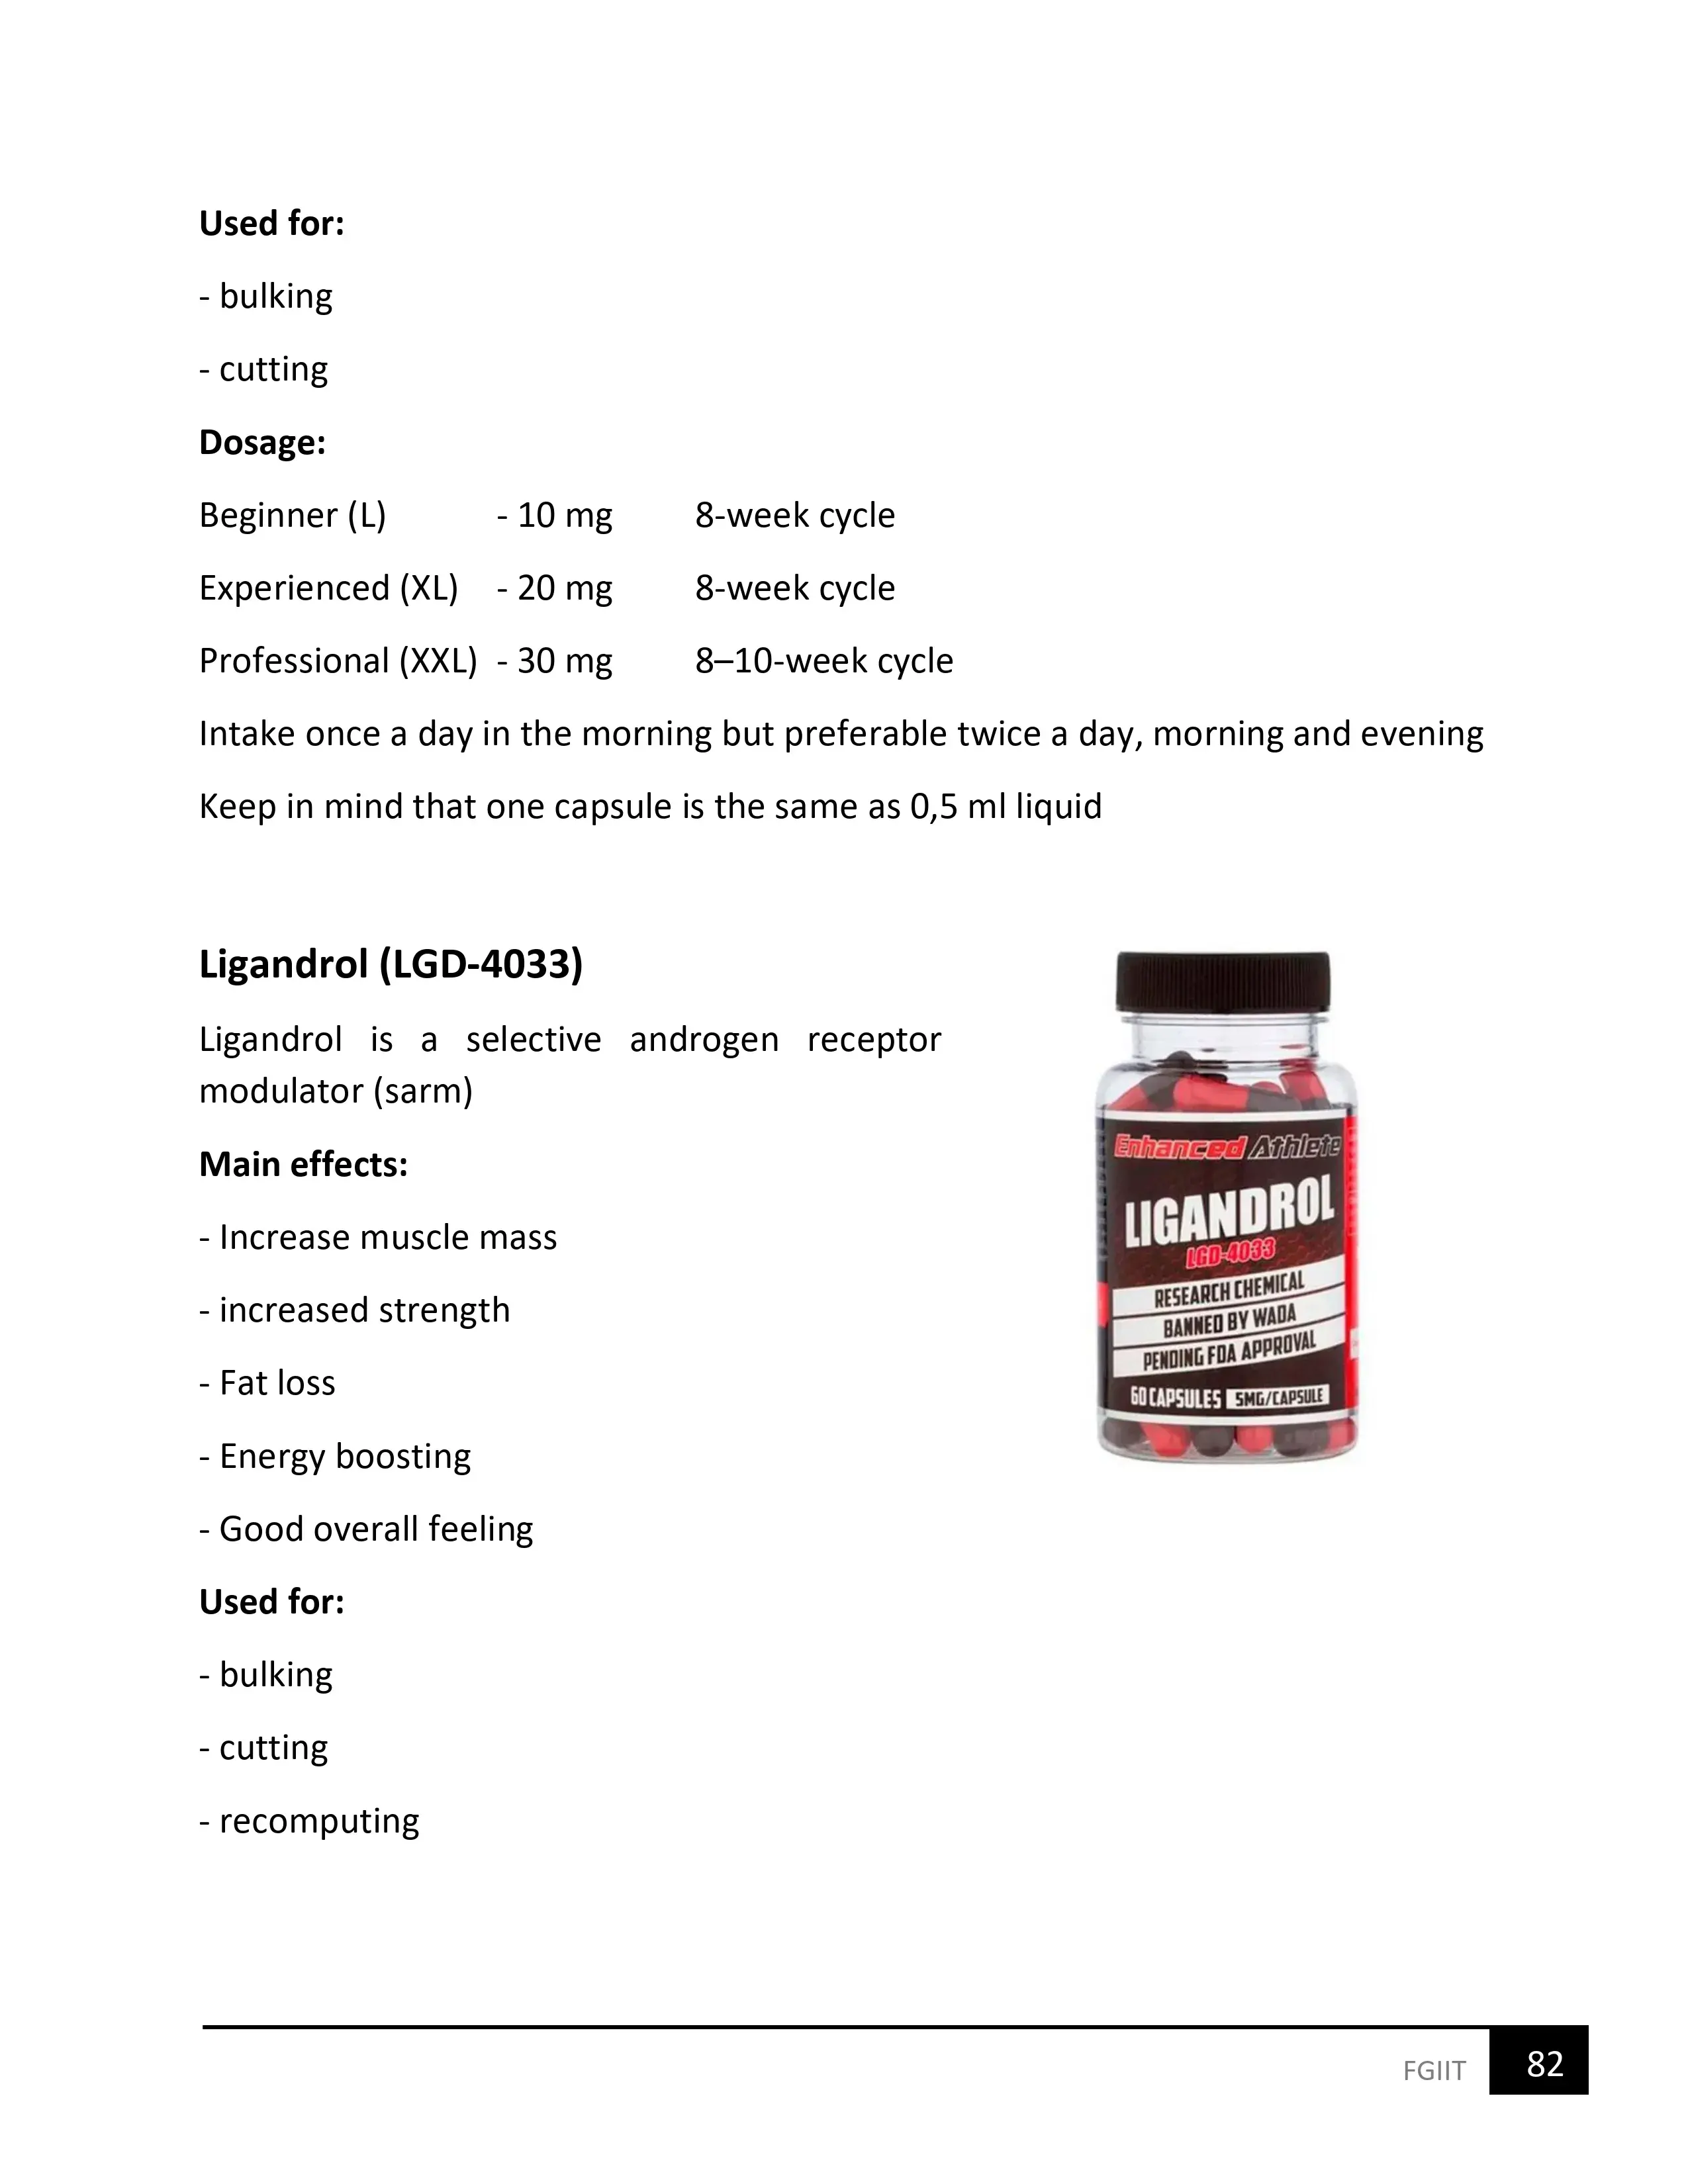 Used for:
- bulking
- cutting
Dosage:
Beginner (L) - 10 mg 8-week cycle
Experienced (XL) - 20 mg 8-week cycle
Professional (XXL) - 30 mg 8–10-week cycle
Intake once a day in the morning but preferable twice a day, morning and evening
Keep in mind that one capsule is the same as 0,5 ml liquid
Ligandrol (LGD-4033)
Ligandrol is a selective androgen receptor
modulator (sarm)
Main effects:
- Increase muscle mass
- increased strength
- Fat loss
- Energy boosting
- Good overall feeling
Used for:
- bulking
- cutting
- recomputing
Enhanced Athlete
LIGANDROL
LGD-4033
RESEARCH CHEMICAL
BANNED BY WADA
PENDING FDA APPROVAL
60 CAPSULES 5MG/CAPSULE
FGIIT 82